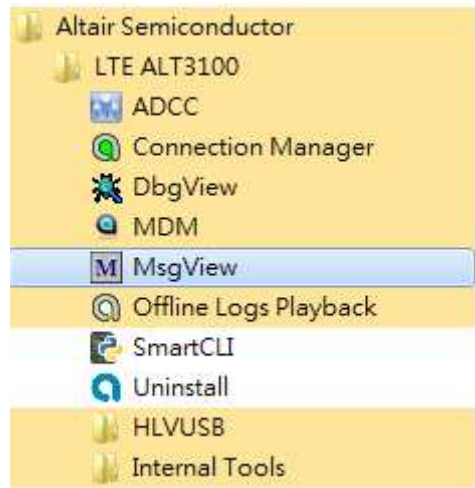 Altair Semiconductor
LTE ALT3100
ADCC
Connection Manager
DbgView
MDM
M MsgView
Offline Logs Playback
SmartCLI
Uninstall
HLVUSB
Internal Tools